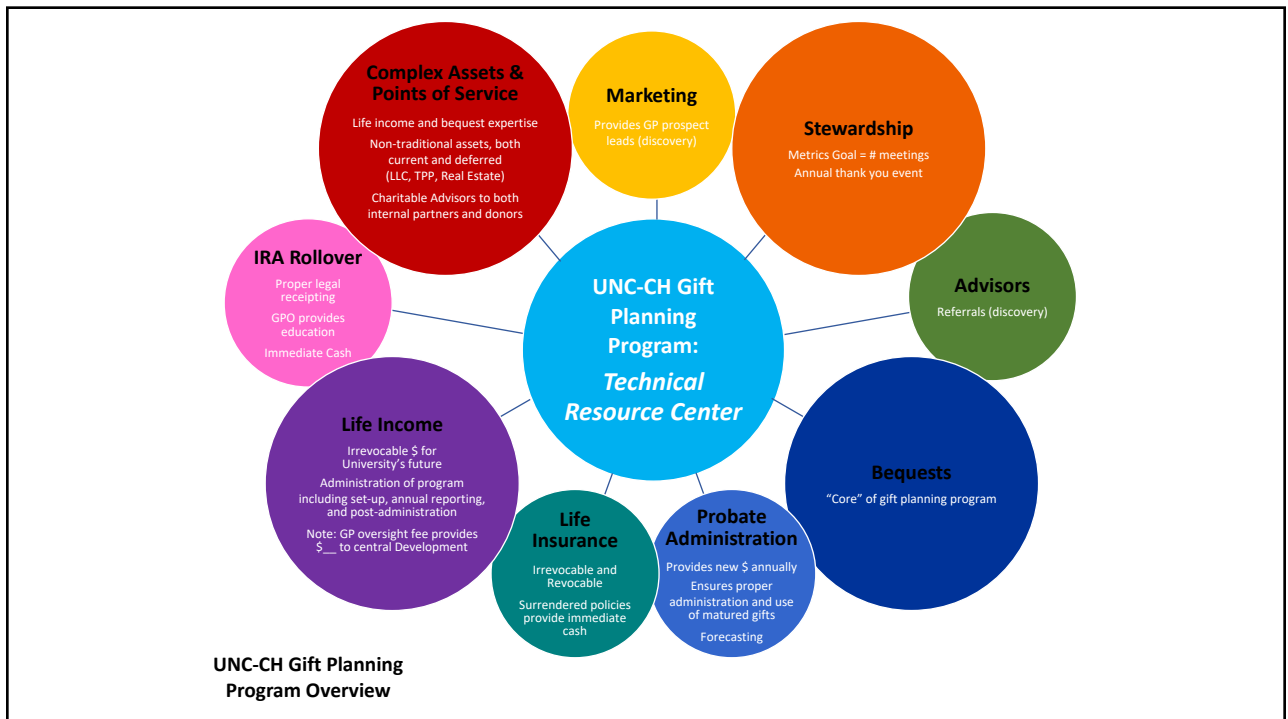 Complex Assets &
Points of Service
Life income and bequest expertise
Non-traditional assets, both
current and deferred
(LLC, TPP, Real Estate)
Charitable Advisors to both
internal partners and donors
Marketing
Provides GP prospect
leads (discovery)
Stewardship
Metrics Goal = # meetings
Annual thank you event
IRA Rollover
Proper legal
receipting
GPO provides
education
Immediate Cash
UNC-CH Gift
Planning
Program:
Technical
Resource Center
Advisors
Referrals (discovery)
Life Income
Irrevocable $ for
University’s future
Administration of program
including set-up, annual reporting,
and post-administration
Note: GP oversight fee provides
$__ to central Development
Bequests
“Core” of gift planning program
Life
Insurance
Irrevocable and
Revocable
Surrendered policies
provide immediate
cash
Probate
Administration
Provides new $ annually
Ensures proper
administration and use
of matured gifts
Forecasting
UNC-CH Gift Planning
Program Overview